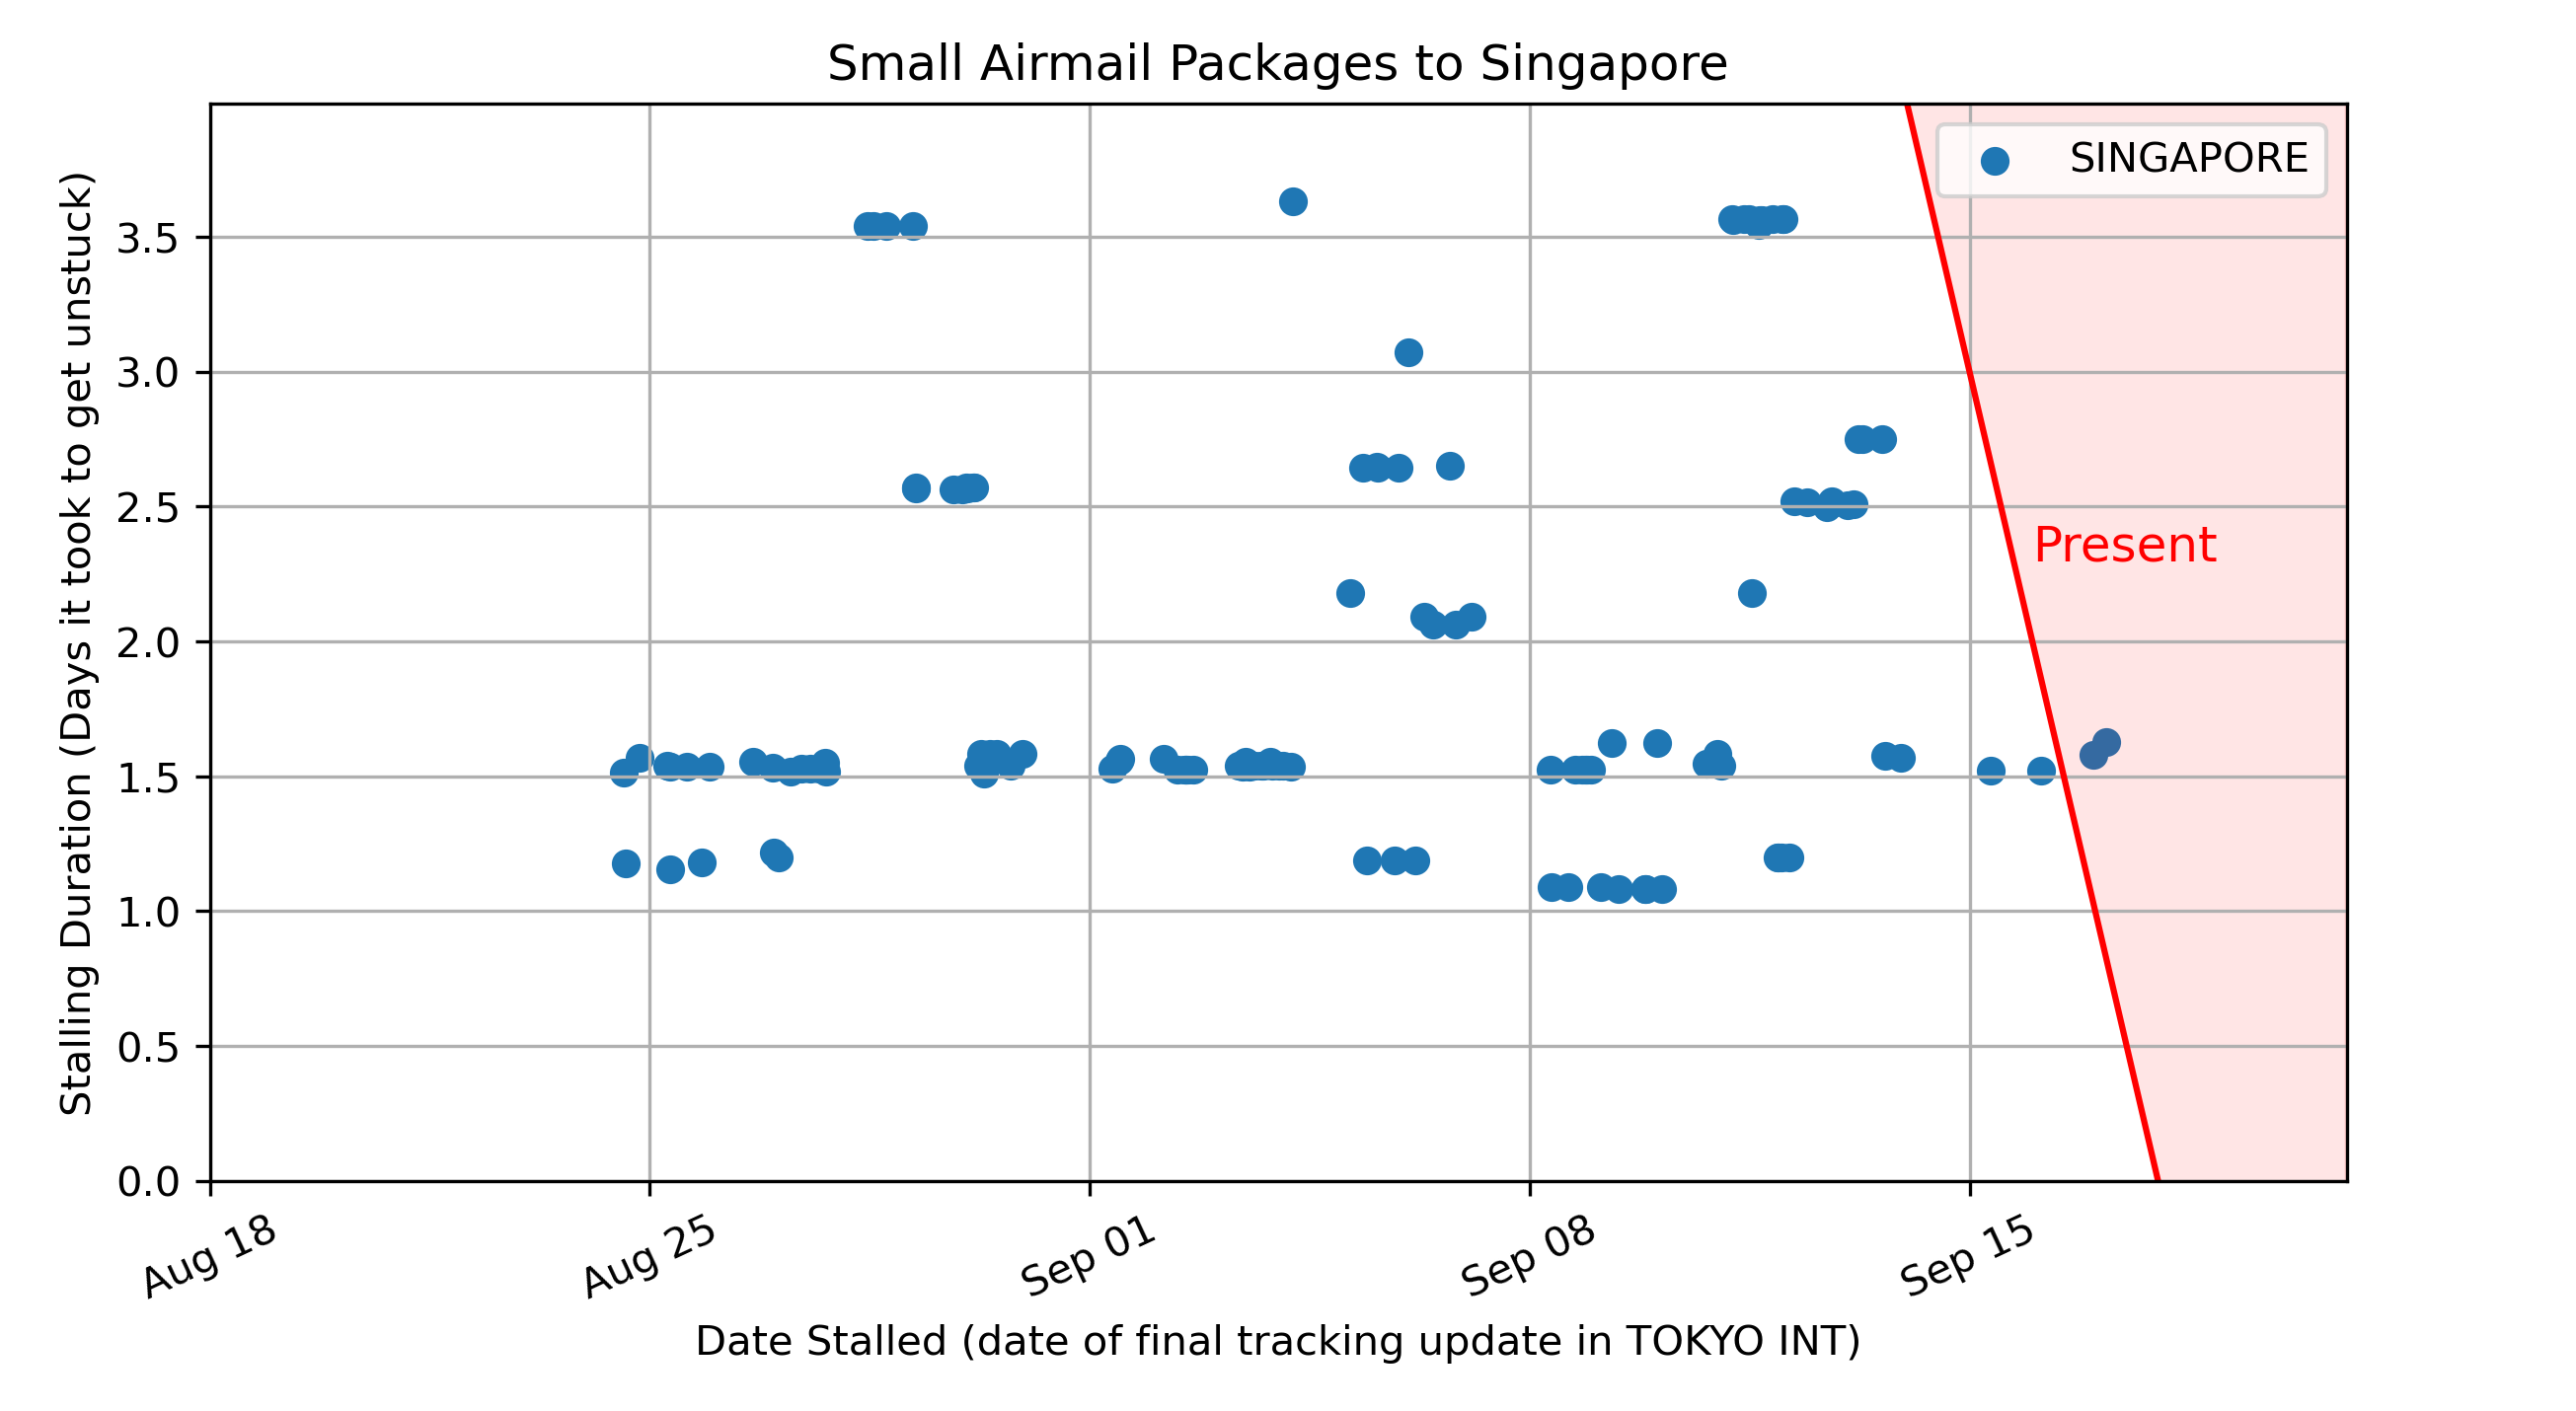 Small Airmail Packages to Singapore
SINGAPORE
Present
Stalling Duration (Days it took to get unstuck)
3.5
3.0
2.5
2.0
1.5
1.0
0.5
0.0
Aug 18
Aug 25
Sep 01
Sep 08
Sep 15
Date Stalled (date of final tracking update in TOKYO INT)